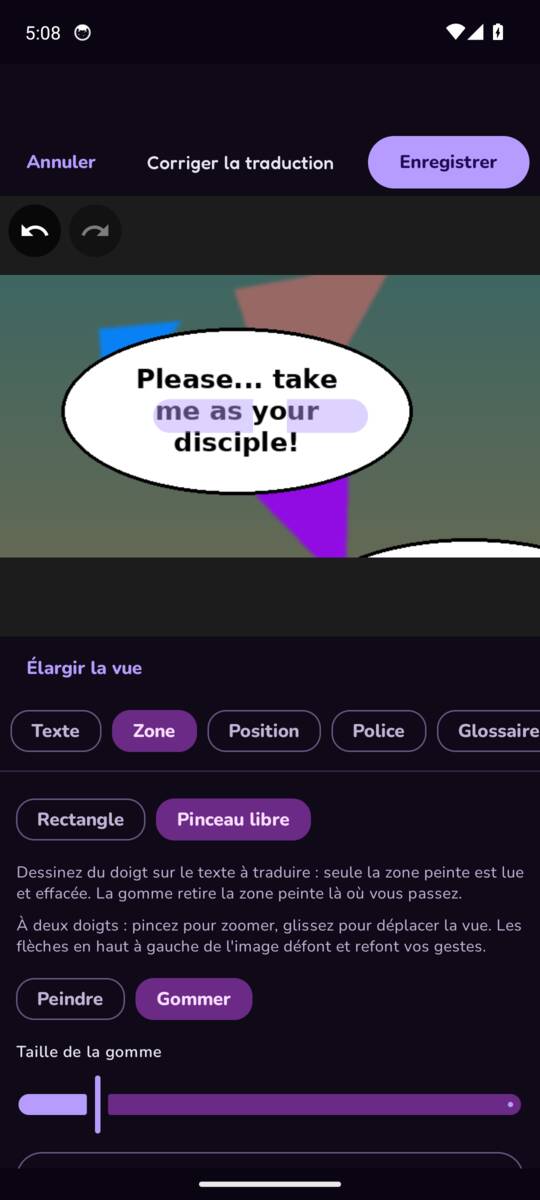 5:08
Annuler
Corriger la traduction
Enregistrer
Please... take
me as your
disciple!
Élargir la vue
Texte
Zone
Position
Police
Glossaire
Rectangle
Pinceau libre
Dessinez du doigt sur le texte à traduire : seule la zone peinte est lue
et effacée. La gomme retire la zone peinte là où vous passez.
À deux doigts : pincez pour zoomer, glissez pour déplacer la vue. Les
flèches en haut à gauche de l'image défont et refont vos gestes.
Peindre
Gommer
Taille de la gomme